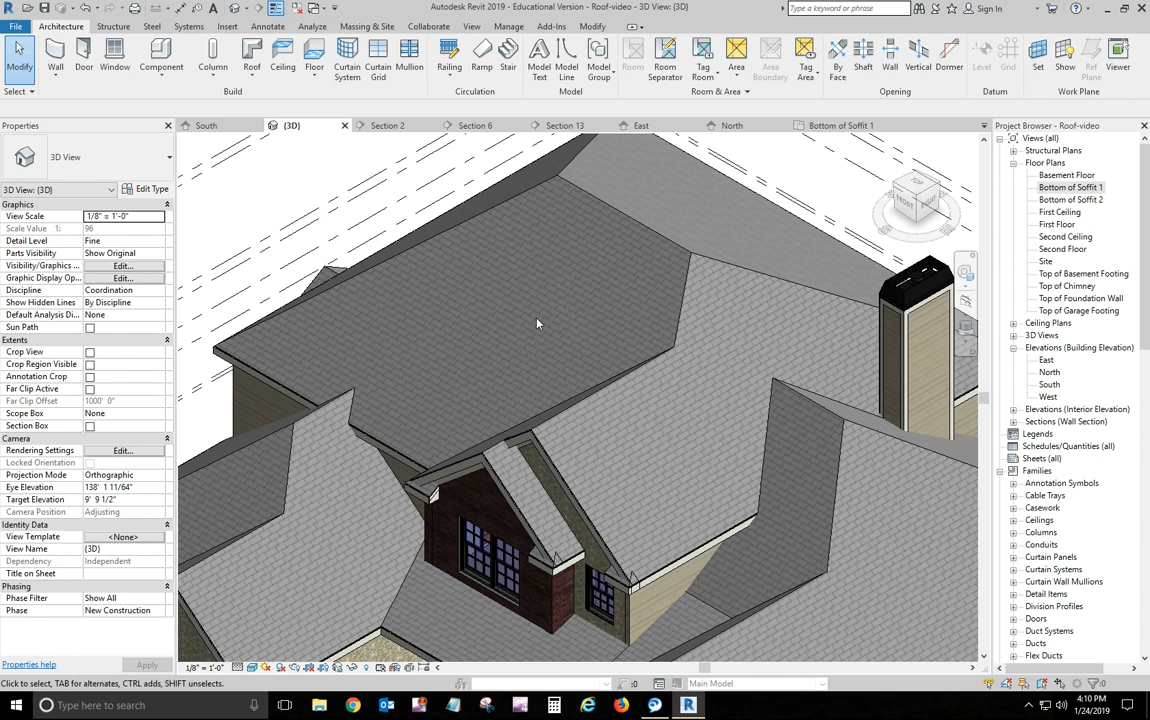 Autodesk Revit 2019 - Educational Version - Roof-video - 3D View: {3D}
Type a keyword or phrase
Sign In
File
Architecture
Structure
Steel
Systems
Insert
Annotate
Analyze
Massing & Site
Collaborate
View
Manage
Add-Ins
Modify
Modify
Wall
Door
Window
Component
Column
Roof
Ceiling
Floor
Curtain
System
Curtain
Grid
Mullion
Railing
Ramp
Stair
Model
Text
Model
Line
Model
Group
Room
Room
Separator
Tag
Room
Area
Area
Boundary
Tag
Area
By
Face
Shaft
Wall
Vertical
Dormer
Level
Grid
Set
Show
Ref
Plane
Viewer
Select
Build
Circulation
Model
Room & Area
Opening
Datum
Work Plane
Properties
South
{3D}
Section 2
Section 6
Section 13
East
North
Bottom of Soffit 1
Project Browser - Roof-video
3D View
3D View: {3D}
Edit Type
Graphics
View Scale
1/8" = 1'-0"
Scale Value 1:
96
Detail Level
Fine
Parts Visibility
Show Original
Visibility/Graphics ...
Edit...
Graphic Display Op...
Edit...
Discipline
Coordination
Show Hidden Lines
By Discipline
Default Analysis Di...
None
Sun Path
Extents
Crop View
Crop Region Visible
Annotation Crop
Far Clip Active
Far Clip Offset
1000' 0"
Scope Box
None
Section Box
Camera
Rendering Settings
Edit...
Locked Orientation
Projection Mode
Orthographic
Eye Elevation
138' 1 11/64"
Target Elevation
9' 9 1/2"
Camera Position
Adjusting
Identity Data
View Template
<None>
View Name
{3D}
Dependency
Independent
Title on Sheet
Phasing
Phase Filter
Show All
Phase
New Construction
Properties help
Apply
TOP
FRONT
RIGHT
Views (all)
Structural Plans
Floor Plans
Basement Floor
Bottom of Soffit 1
Bottom of Soffit 2
First Ceiling
First Floor
Second Ceiling
Second Floor
Site
Top of Basement Footing
Top of Chimney
Top of Foundation Wall
Top of Garage Footing
Ceiling Plans
3D Views
Elevations (Building Elevation)
East
North
South
West
Elevations (Interior Elevation)
Sections (Wall Section)
Legends
Schedules/Quantities (all)
Sheets (all)
Families
Annotation Symbols
Cable Trays
Casework
Ceilings
Columns
Conduits
Curtain Panels
Curtain Systems
Curtain Wall Mullions
Detail Items
Division Profiles
Doors
Duct Systems
Ducts
Flex Ducts
1/8" = 1'-0"
Click to select, TAB for alternates, CTRL adds, SHIFT unselects.
:0
Main Model
:0
Type here to search
4:10 PM
1/24/2019